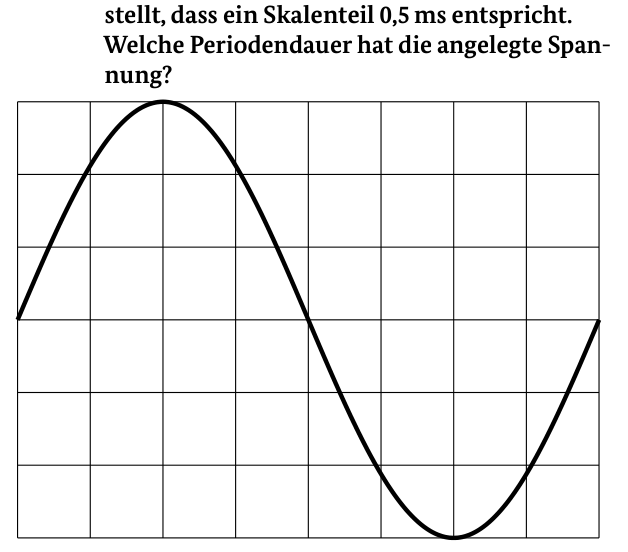 stellt, dass ein Skalenteil 0,5 ms entspricht.
Welche Periodendauer hat die angelegte Span-
nung?